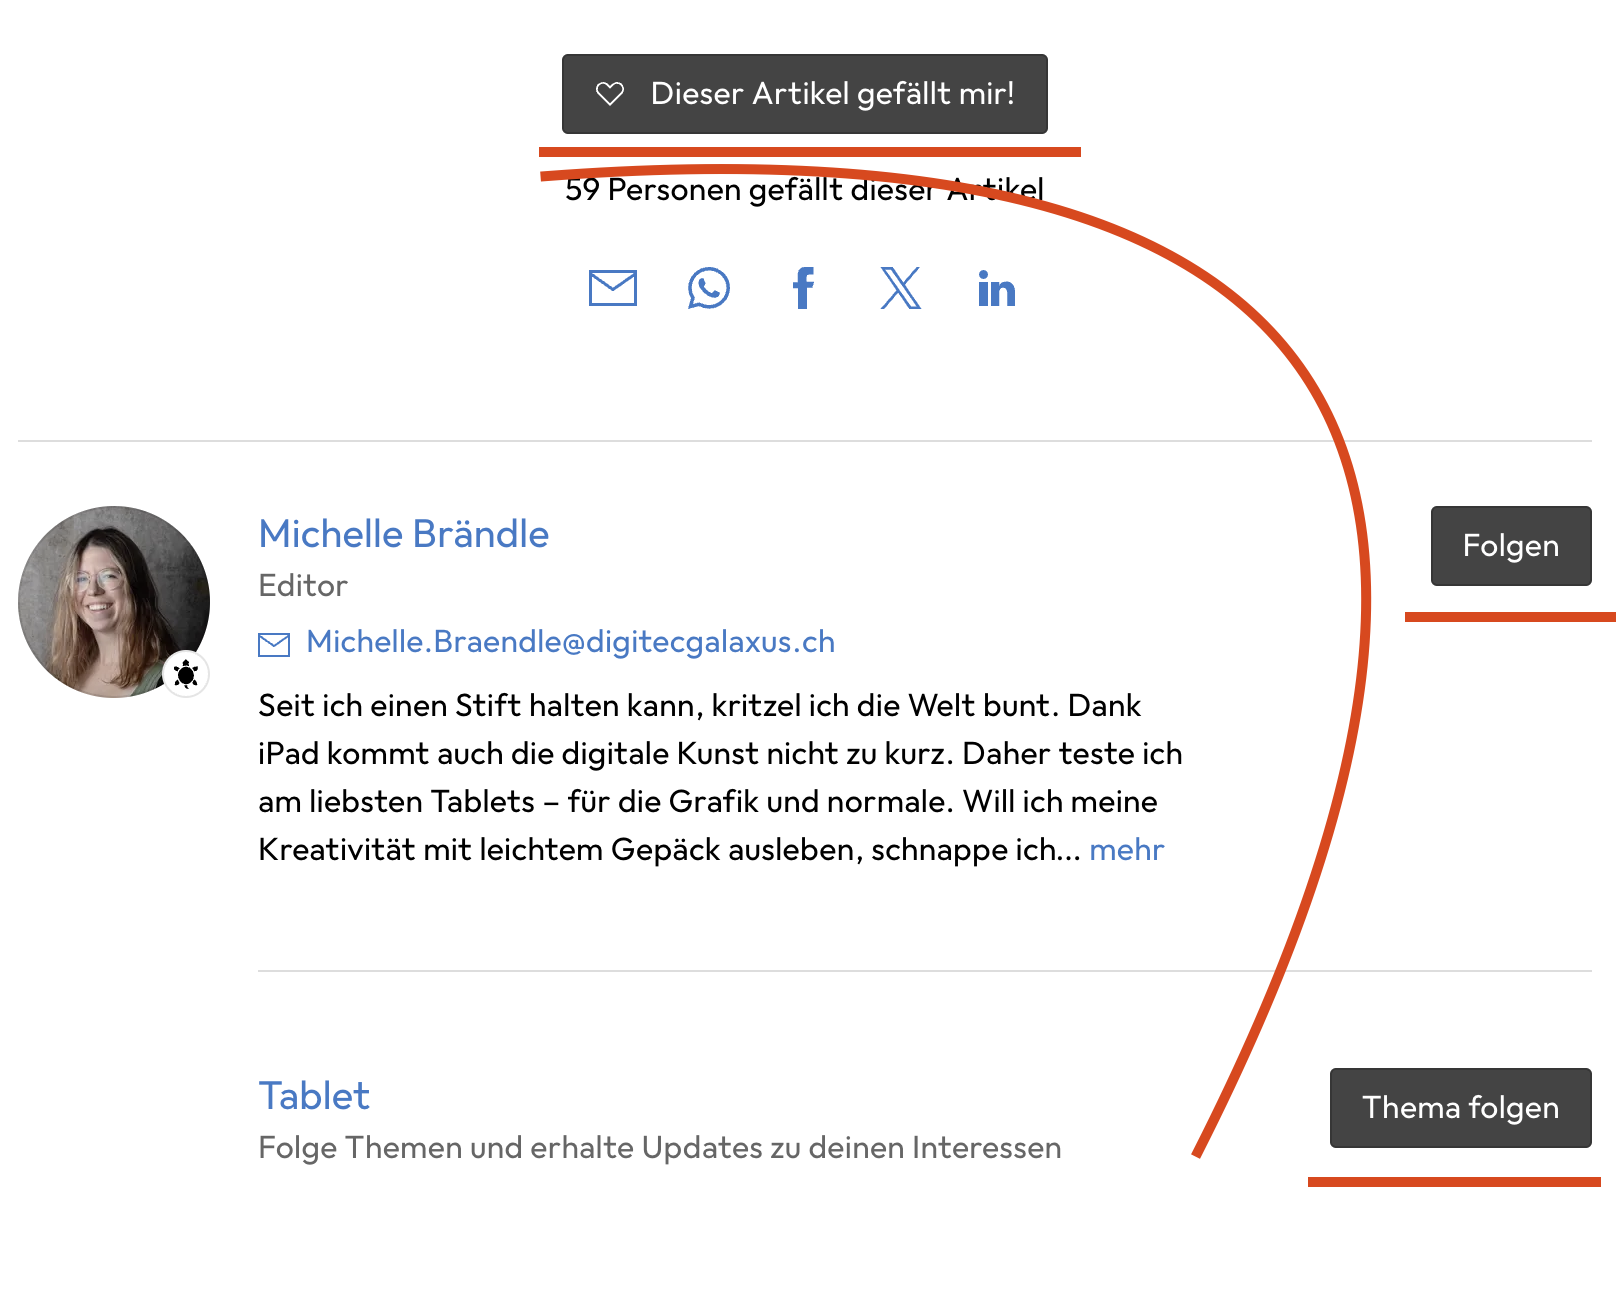 Dieser Artikel gefällt mir!
59 Personen gefällt dieser Artikel
Michelle Brändle
Folgen
Editor
Michelle.Braendle@digitecgalaxus.ch
Seit ich einen Stift halten kann, kritzel ich die Welt bunt. Dank
iPad kommt auch die digitale Kunst nicht zu kurz. Daher teste ich
am liebsten Tablets – für die Grafik und normale. Will ich meine
Kreativität mit leichtem Gepäck ausleben, schnappe ich... mehr
Tablet
Thema folgen
Folge Themen und erhalte Updates zu deinen Interessen